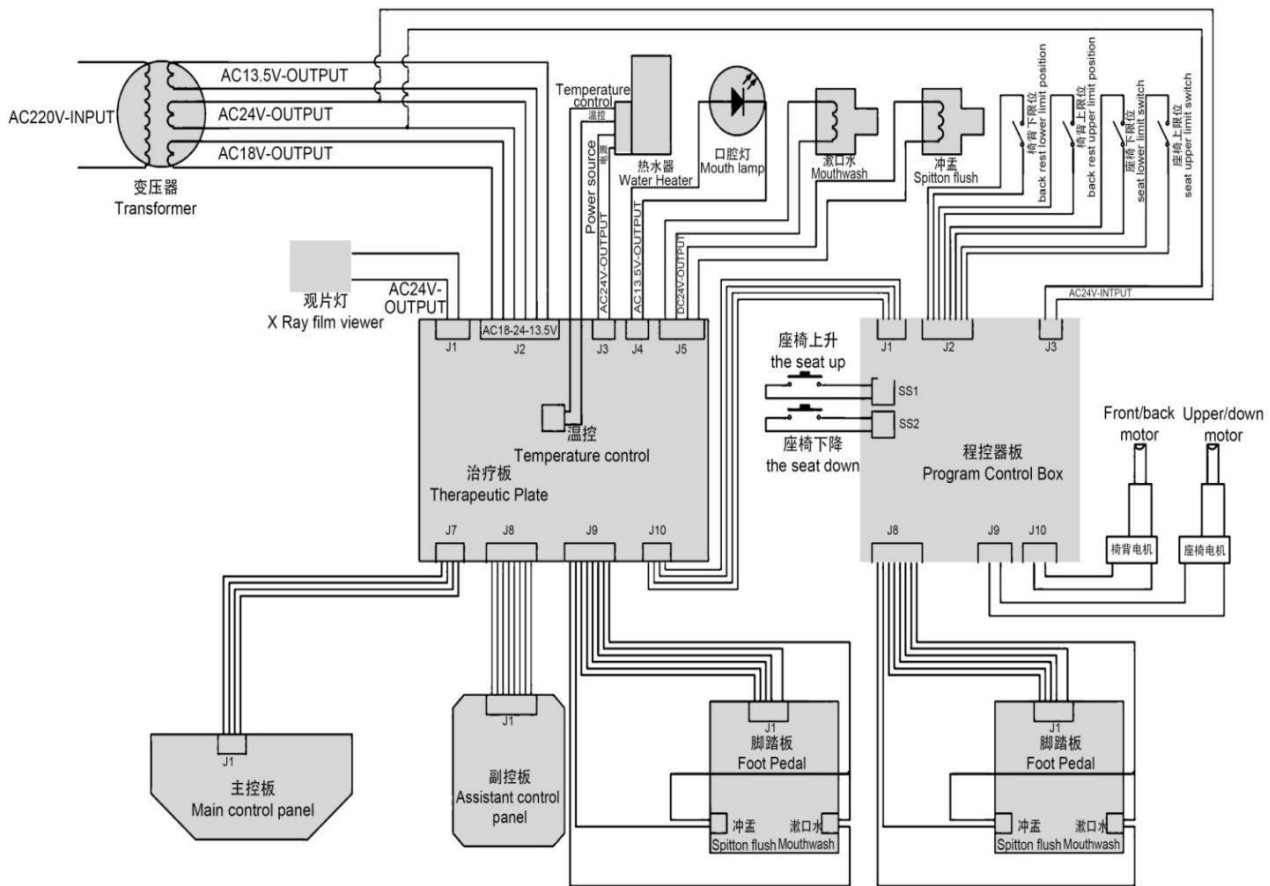 AC220V-INPUT
AC13.5V-OUTPUT
AC24V-OUTPUT
AC18V-OUTPUT
变压器
Transformer
Temperature
control
温控
Power source
电源
热水器
Water Heater
口腔灯
Mouth lamp
漱口水
Mouthwash
冲盂
Spitton flush
椅背下限位
back rest lower limit position
椅背上限位
back rest upper limit position
座椅下限位
seat lower limit switch
座椅上限位
seat upper limit switch
观片灯
X Ray film viewer
AC24V-
OUTPUT
AC24V-OUTPUT
AC13.5V-OUTPUT
DC24V-OUTPUT
AC24V-INTPUT
J1
AC18-24-13.5V
J2
J3
J4
J5
温控
Temperature control
治疗板
Therapeutic Plate
J7
J8
J9
J10
J1
J2
J3
座椅上升
the seat up
SS1
SS2
座椅下降
the seat down
程控器板
Program Control Box
J8
J9
J10
Front/back
motor
Upper/down
motor
椅背电机
座椅电机
J1
主控板
Main control panel
J1
副控板
Assistant control
panel
J1
脚踏板
Foot Pedal
冲盂
Spitton flush
漱口水
Mouthwash
J1
脚踏板
Foot Pedal
冲盂
Spitton flush
漱口水
Mouthwash